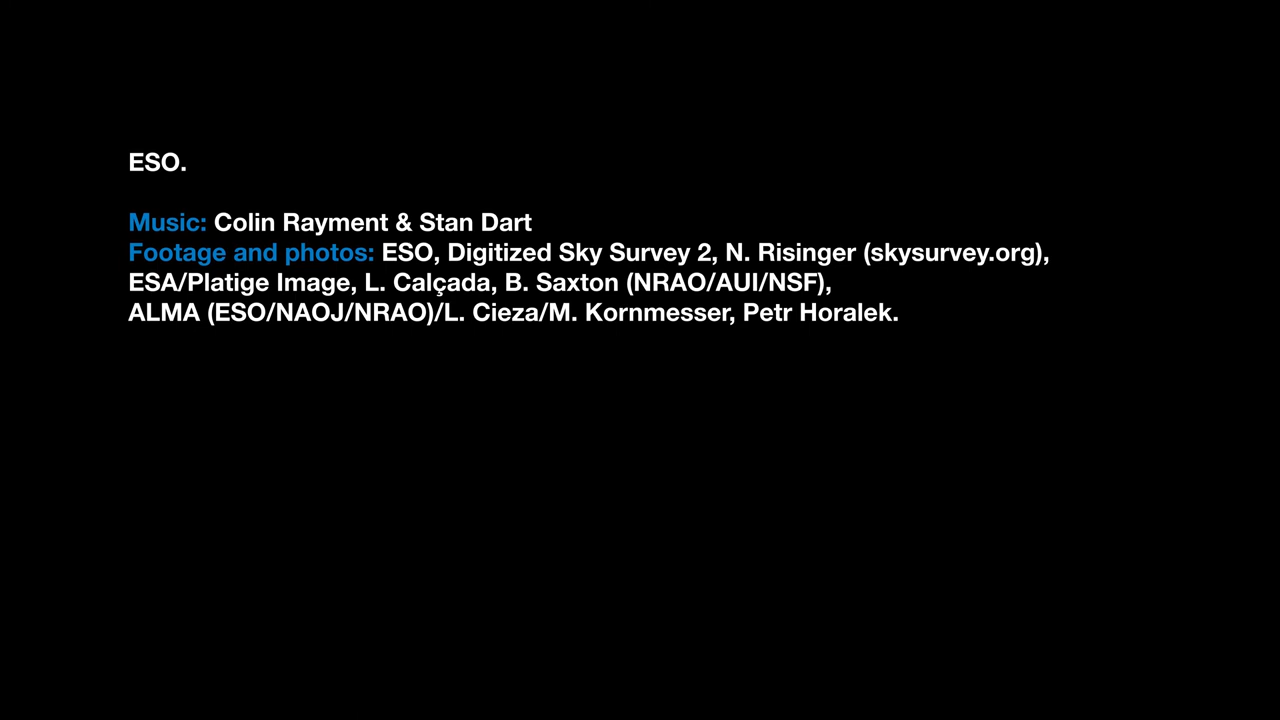 ESO.
Music: Colin Rayment & Stan Dart
Footage and photos: ESO, Digitized Sky Survey 2, N. Risinger (skysurvey.org),
ESA/Platige Image, L. Calçada, B. Saxton (NRAO/AUI/NSF),
ALMA (ESO/NAOJ/NRAO)/L. Cieza/M. Kornmesser, Petr Horalek.